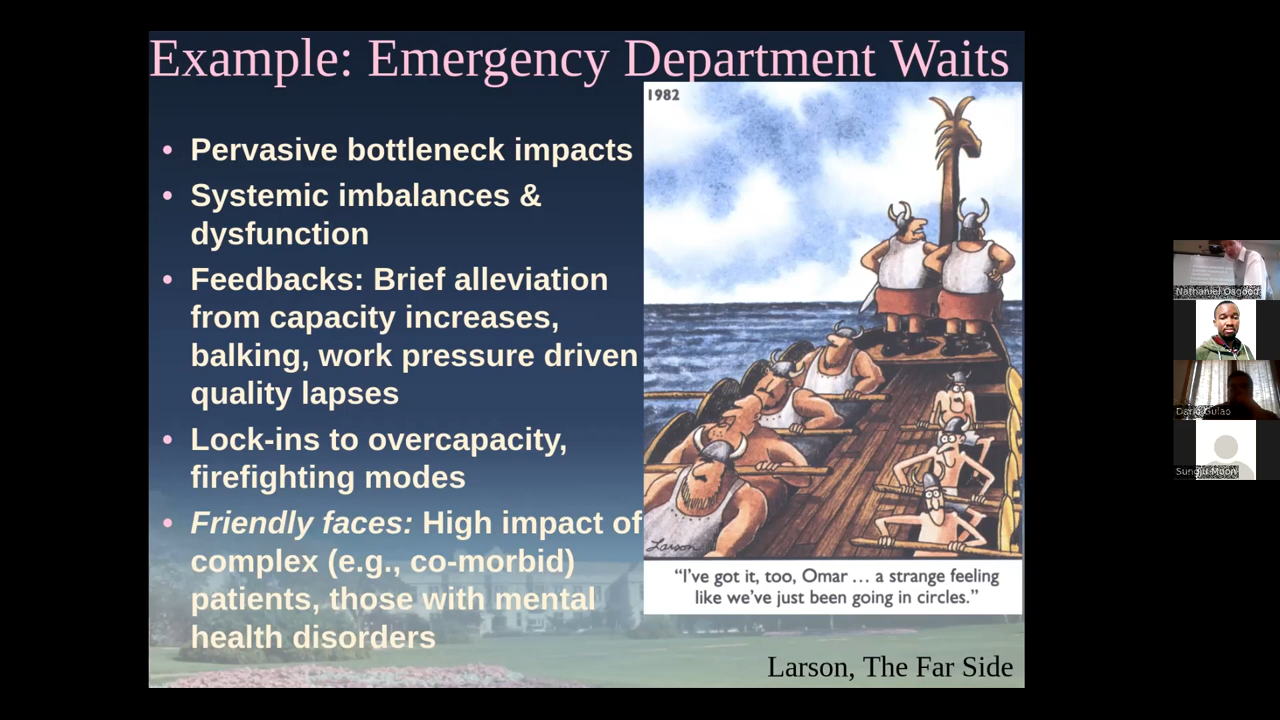 Example: Emergency Department Waits
• Pervasive bottleneck impacts
• Systemic imbalances &
dysfunction
• Feedbacks: Brief alleviation
from capacity increases,
balking, work pressure driven
quality lapses
• Lock-ins to overcapacity,
firefighting modes
• Friendly faces: High impact of
complex (e.g., co-morbid)
patients, those with mental
health disorders
1982
Larson
“I’ve got it, too, Omar ... a strange feeling
like we’ve just been going in circles.”
Larson, The Far Side
Nathaniel Osgood